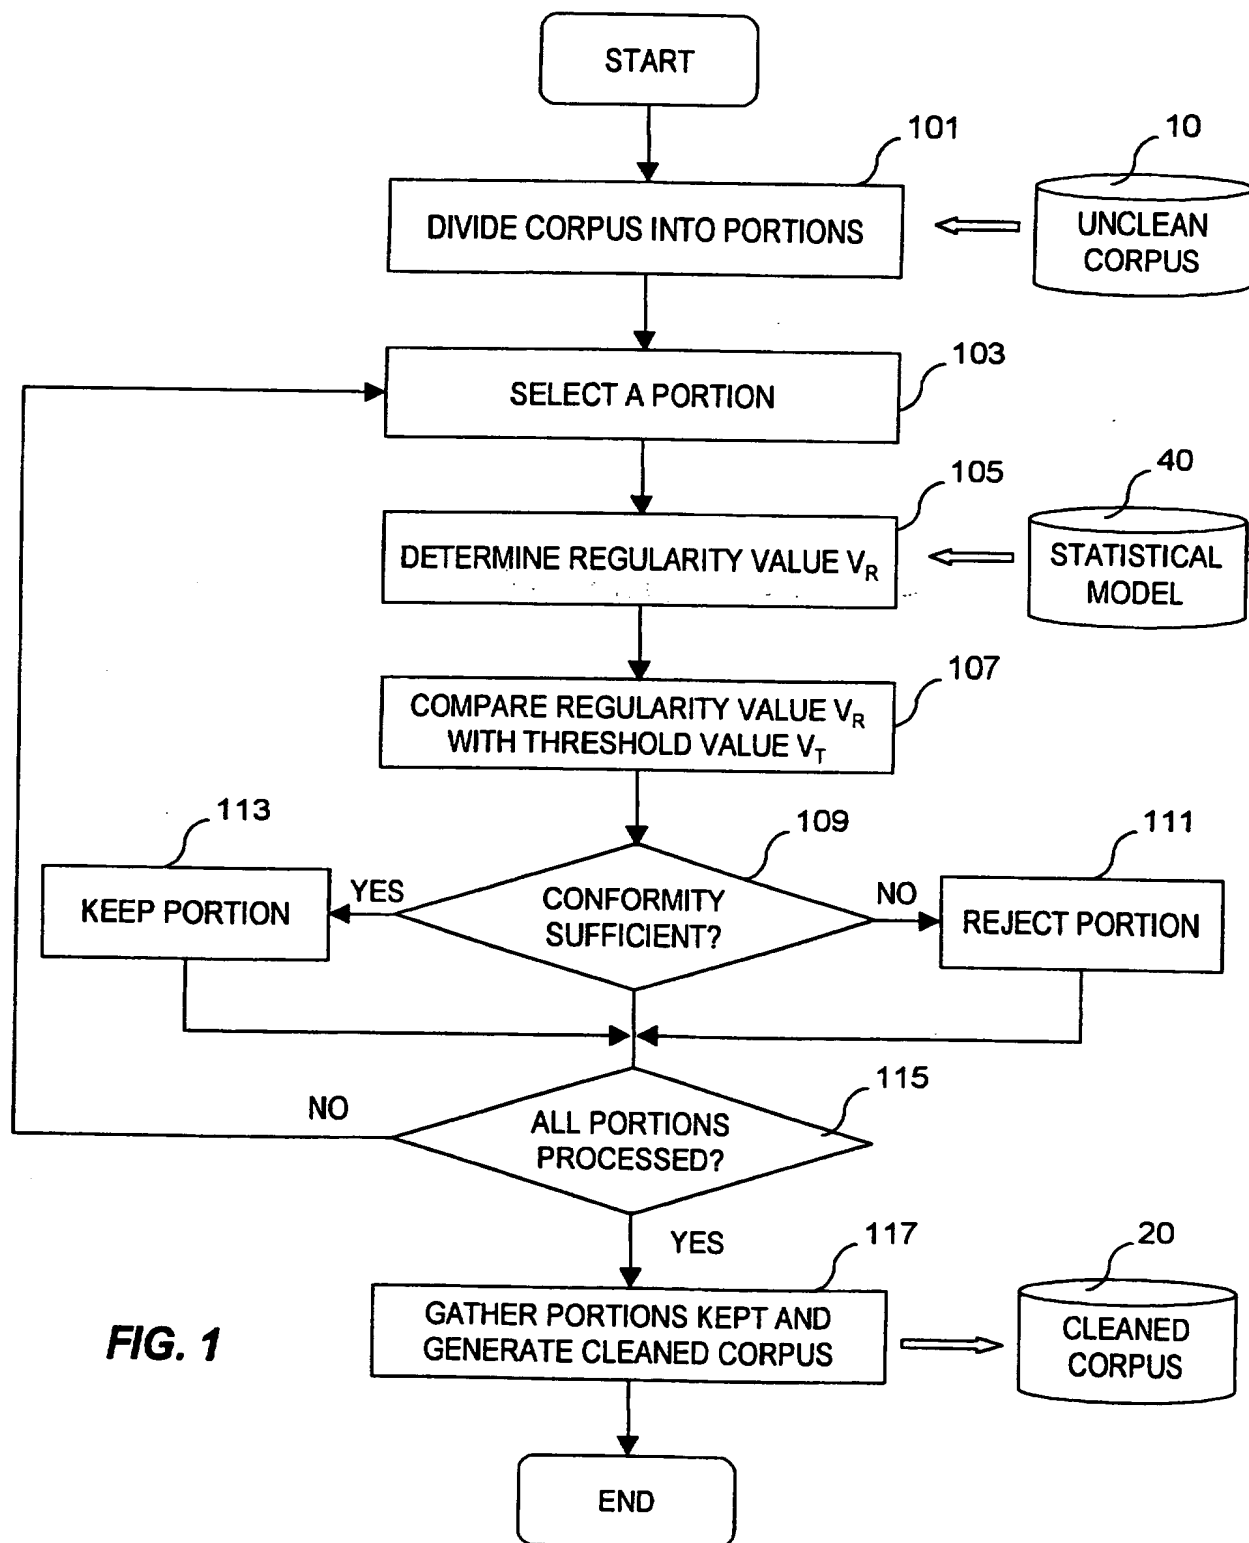 START
101
10
DIVIDE CORPUS INTO PORTIONS
UNCLEAN
CORPUS
103
SELECT A PORTION
105
40
DETERMINE REGULARITY VALUE VR
STATISTICAL
MODEL
107
COMPARE REGULARITY VALUE VR
WITH THRESHOLD VALUE VT
113
109
111
YES
NO
KEEP PORTION
CONFORMITY
SUFFICIENT?
REJECT PORTION
115
NO
ALL PORTIONS
PROCESSED?
YES
117
20
GATHER PORTIONS KEPT AND
GENERATE CLEANED CORPUS
CLEANED
CORPUS
FIG. 1
END